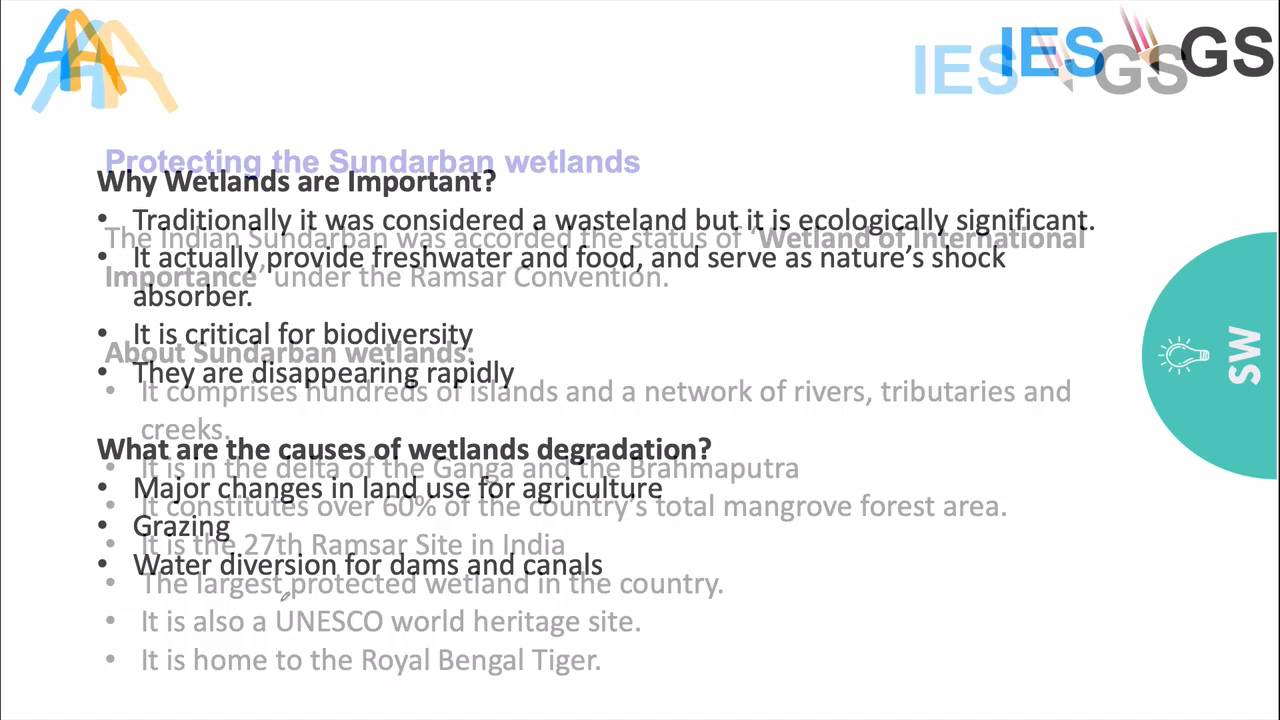 AAA
IES GS
IES GS
Protecting the Sundarban wetlands
Why Wetlands are Important?
• Traditionally it was considered a wasteland but it is ecologically significant.
The Indian Sundarban was accorded the status of ‘Wetland of International
• It actually provide freshwater and food, and serve as nature’s shock
Importance’ under the Ramsar Convention.
absorber.
• It is critical for biodiversity
About Sundarban wetlands:
• They are disappearing rapidly
• It comprises hundreds of islands and a network of rivers, tributaries and
creeks.
What are the causes of wetlands degradation?
• It is in the delta of the Ganga and the Brahmaputra
• Major changes in land use for agriculture
• It constitutes over 60% of the country’s total mangrove forest area.
• Grazing
• It is the 27th Ramsar Site in India
• Water diversion for dams and canals
• The largest protected wetland in the country.
• It is also a UNESCO world heritage site.
• It is home to the Royal Bengal Tiger.
SW